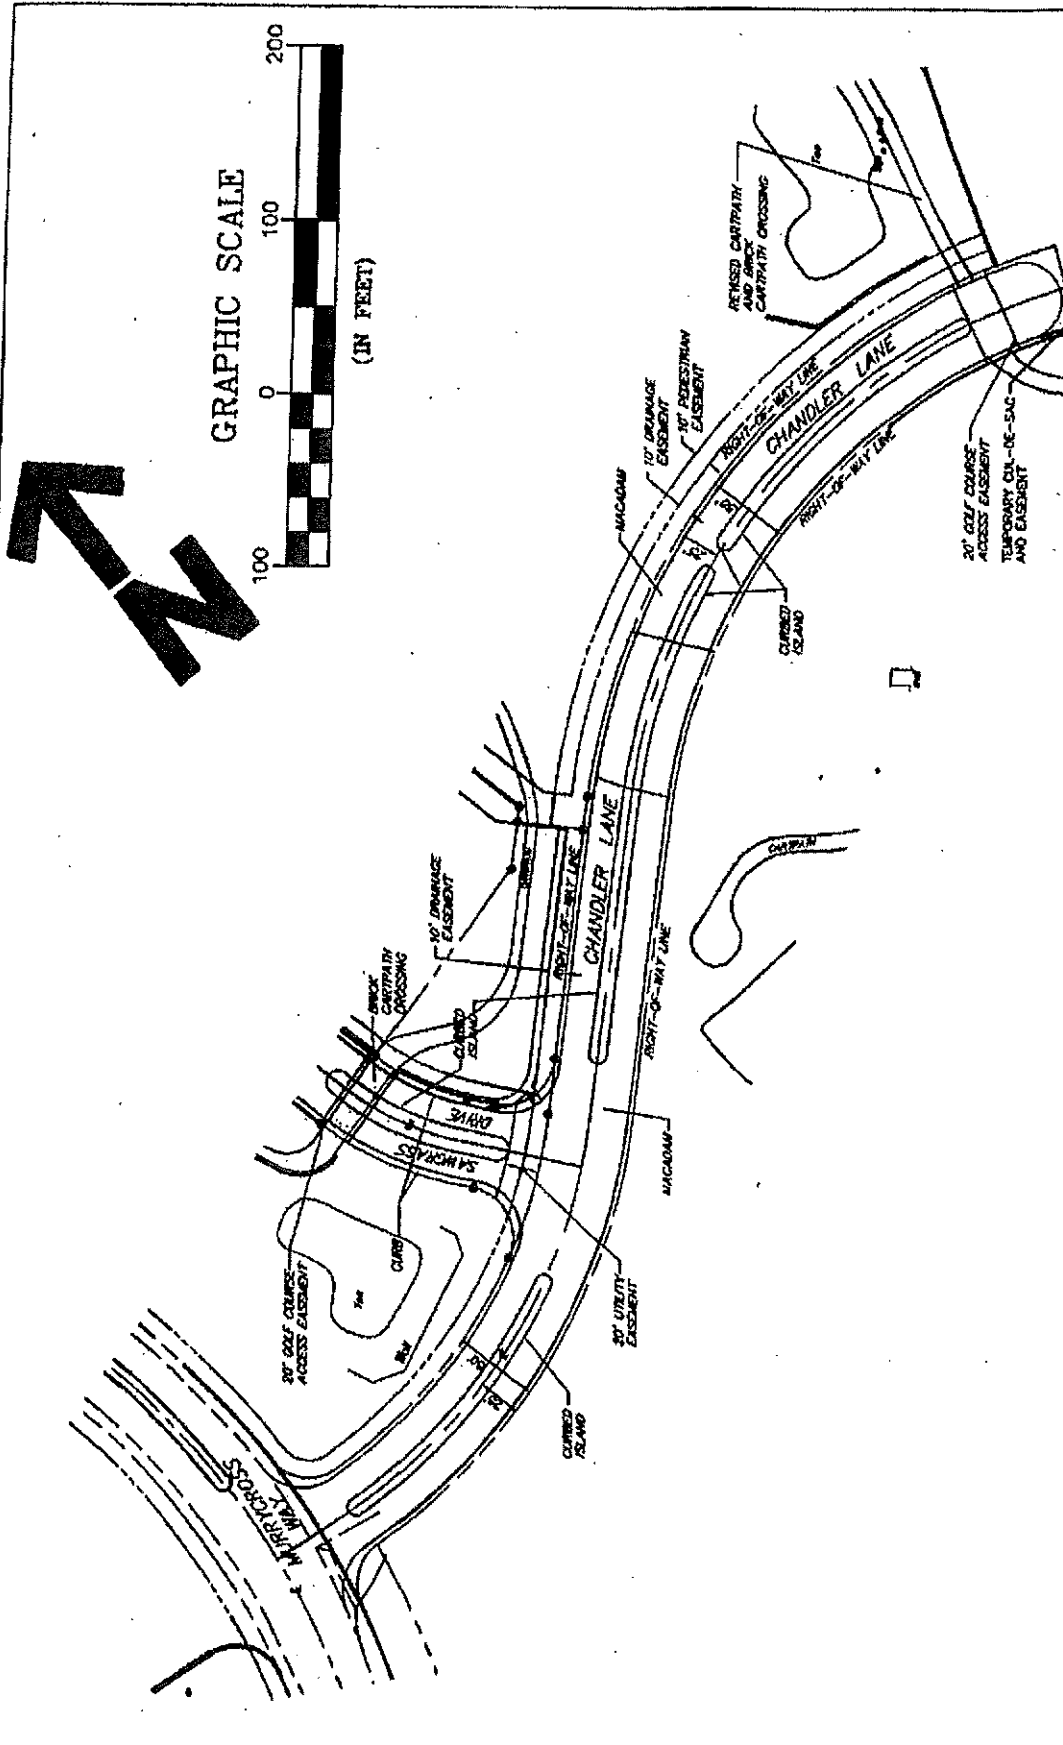 GRAPHIC SCALE
100 0 100 200
(IN FEET)
REVISED CARTPATH
AND BRICK
CARTPATH CROSSING
Tee
10' DRAINAGE
EASEMENT
10' PEDESTRIAN
EASEMENT
MACADAM
RIGHT-OF-WAY LINE
CHANDLER LANE
RIGHT-OF-WAY LINE
20' GOLF COURSE
ACCESS EASEMENT
TEMPORARY CUL-DE-SAC
AND EASEMENT
CURBED
ISLAND
10' DRAINAGE
EASEMENT
RIGHT-OF-WAY LINE
CHANDLER LANE
RIGHT-OF-WAY LINE
CARTPATH
BRICK
CARTPATH
CROSSING
CURBED
ISLAND
SAWGRASS DRIVE
MACADAM
CURB
20' GOLF COURSE
ACCESS EASEMENT
Tee
30' UTILITY
EASEMENT
CURBED
ISLAND
MURRYCROSS
WAY